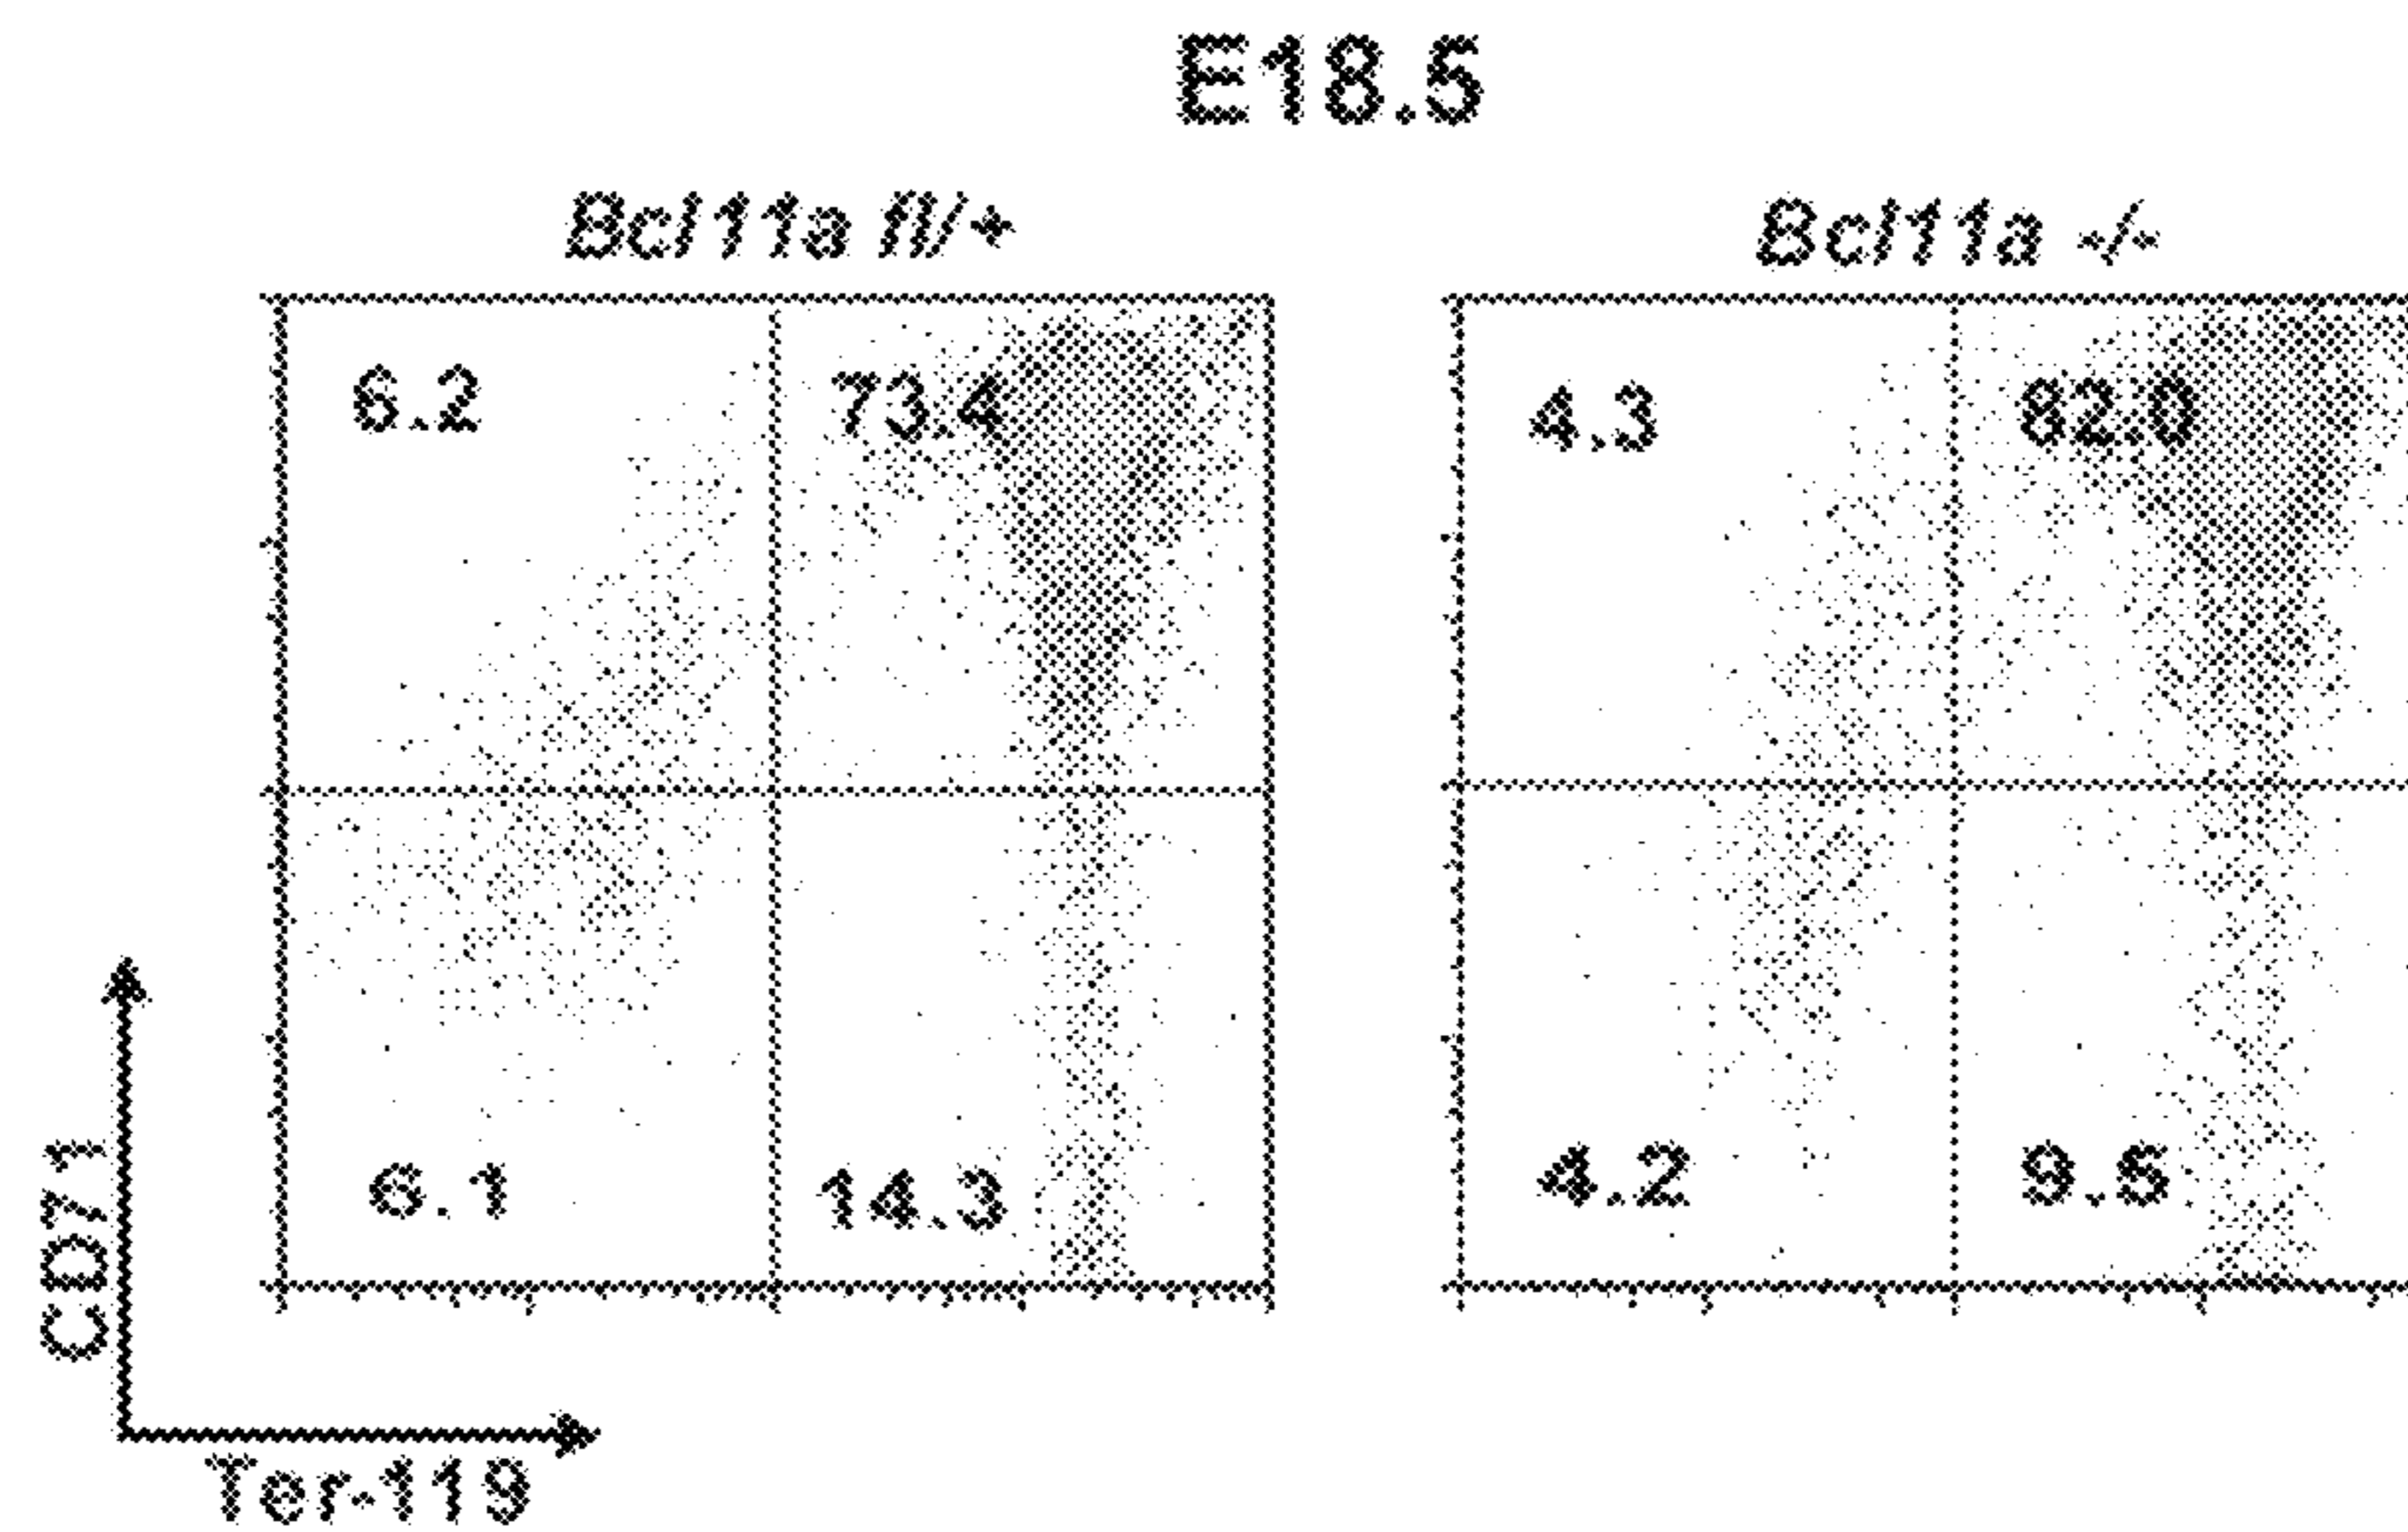 E18.5
Bcl11a fl/+
Bcl11a -/-
6.2
73.4
6.1
14.3
4.3
82.0
4.2
9.5
CD71
Ter-119